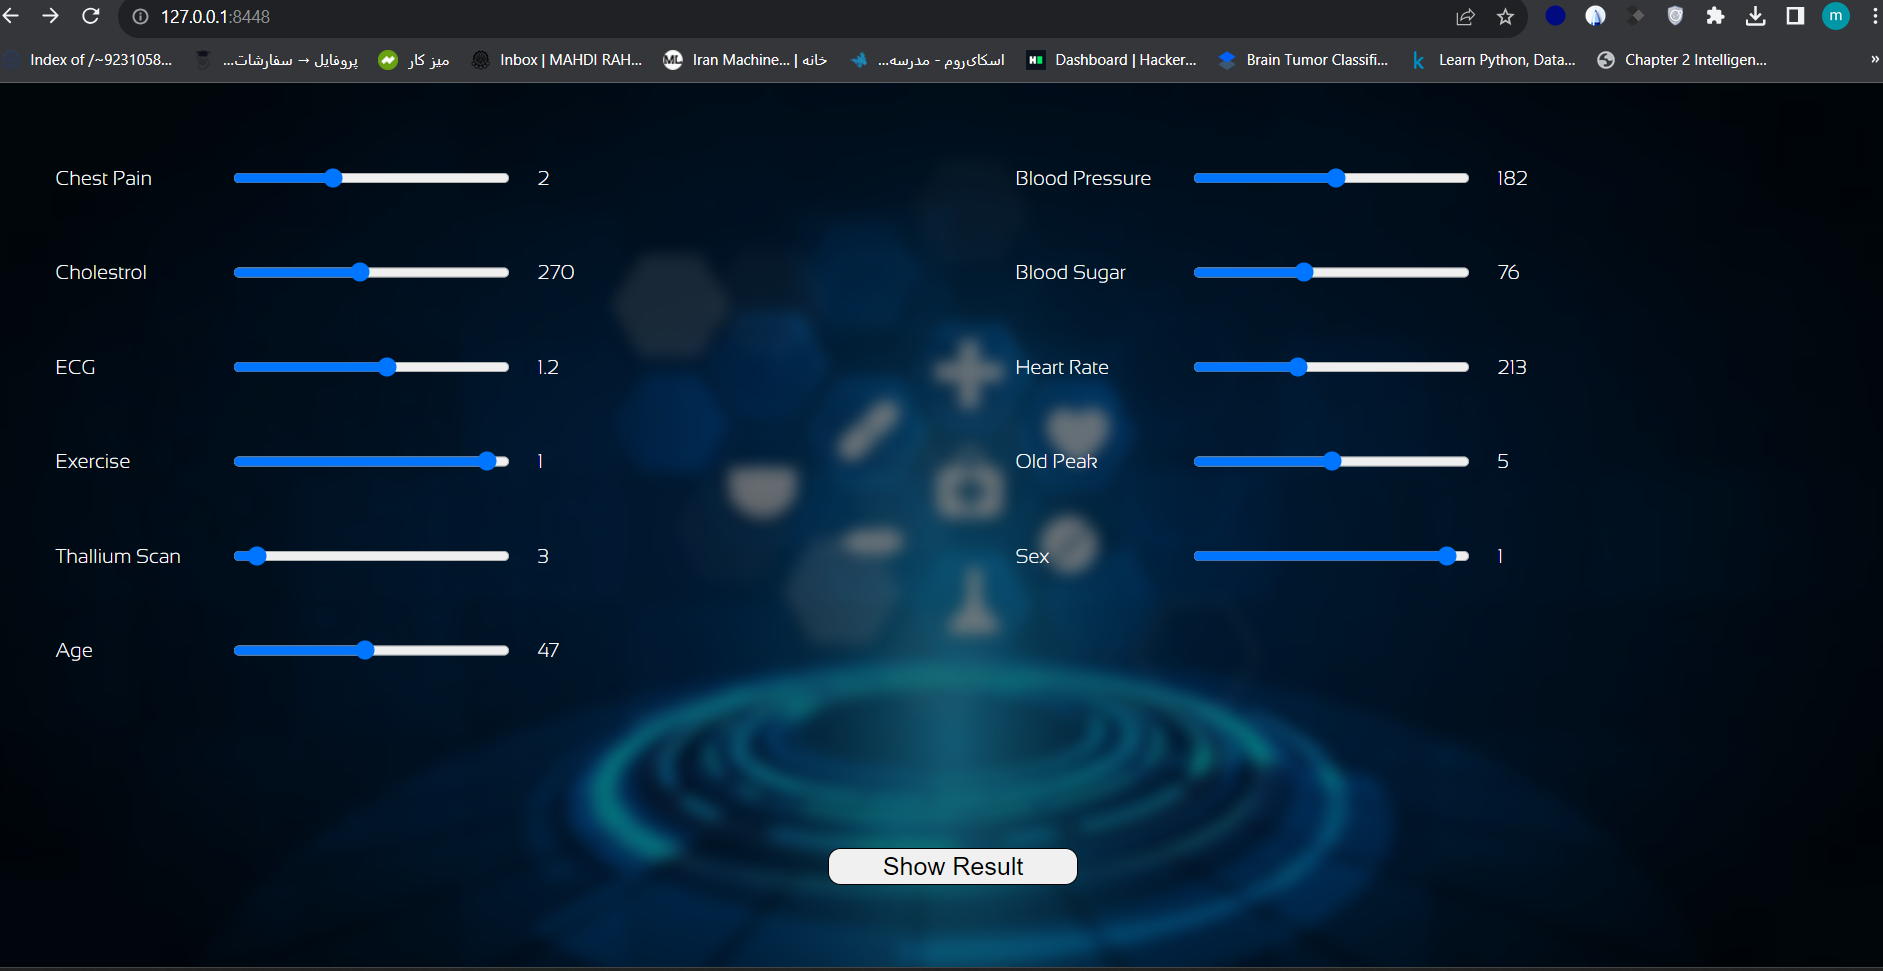 127.0.0.1:8448
m
Index of /~9231058...
پروفایل → سفارشات...
میز کار
Inbox | MAHDI RAH...
ML
خانه | Iran Machine...
اسکای‌روم - مدرسه...
H
Dashboard | Hacker...
Brain Tumor Classifi...
k
Learn Python, Data...
Chapter 2 Intelligen...
»
Chest Pain 2
Blood Pressure 182
Cholestrol 270
Blood Sugar 76
ECG 1.2
Heart Rate 213
Exercise 1
Old Peak 5
Thallium Scan 3
Sex 1
Age 47
Show Result